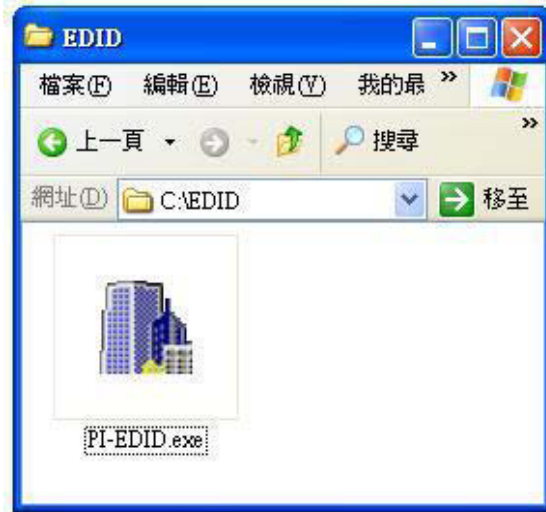 EDID
檔案(F) 編輯(E) 檢視(V) 我的最 »
上一頁 搜尋 »
網址(D) C:\EDID 移至
PI-EDID.exe